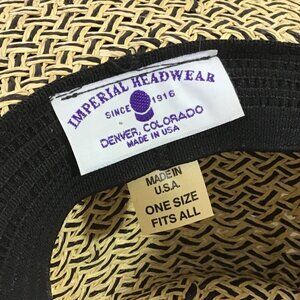 IMPERIAL HEADWEAR
SINCE 1916
DENVER, COLORADO
MADE IN USA
MADE IN
U.S.A.
ONE SIZE
FITS ALL